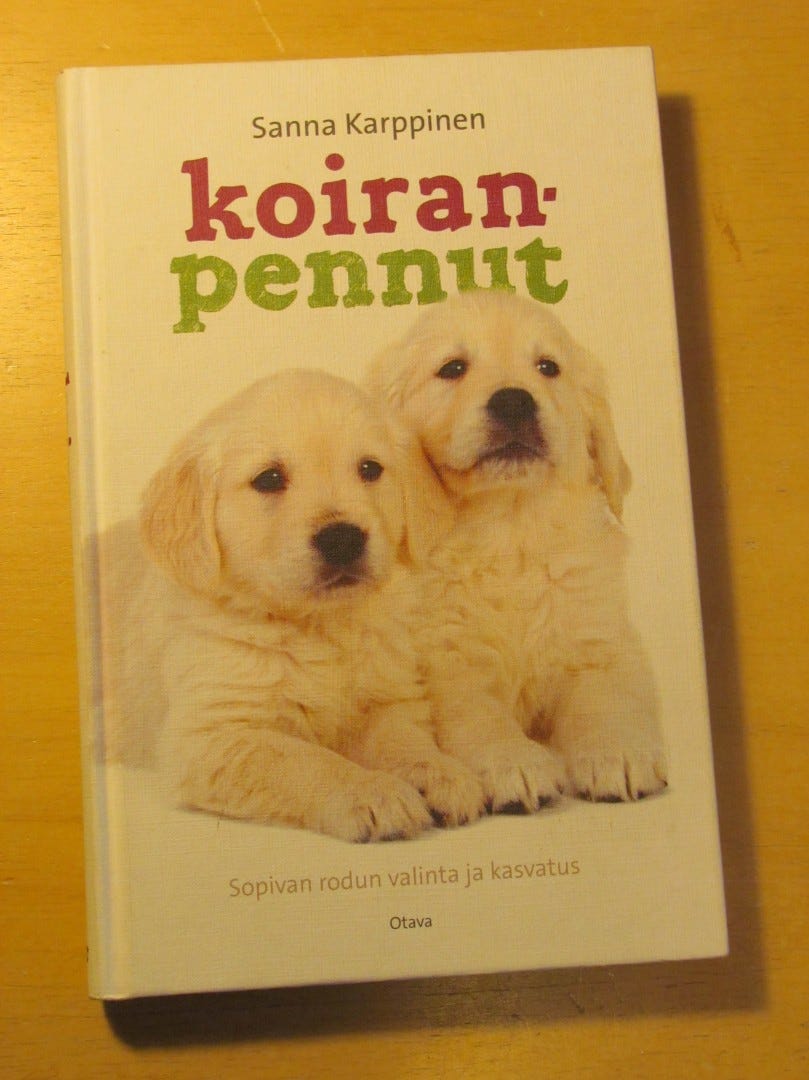 Sanna Karppinen
koiran-
pennut
Sopivan rodun valinta ja kasvatus
Otava